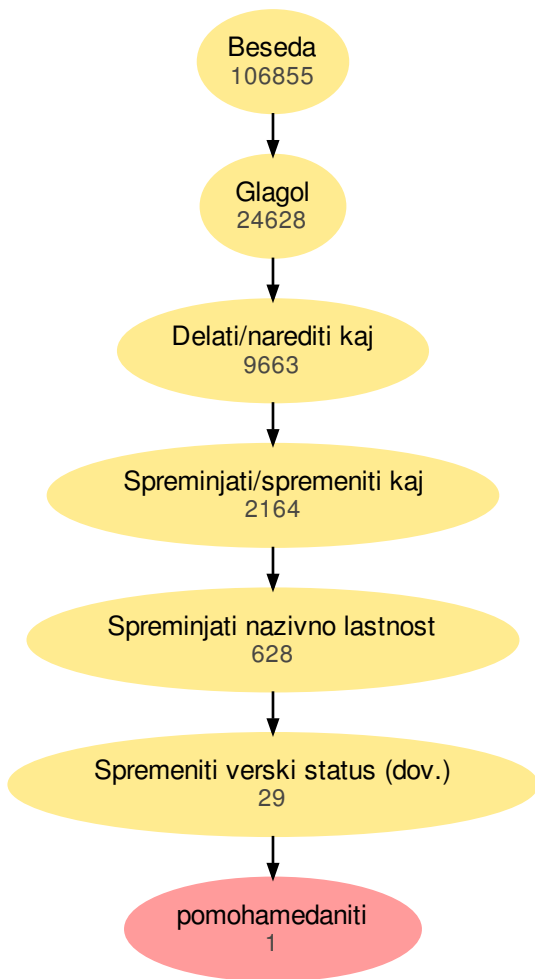 Beseda
106855
Glagol
24628
Delati/narediti kaj
9663
Spreminjati/spremeniti kaj
2164
Spreminjati nazivno lastnost
628
Spremeniti verski status (dov.)
29
pomohamedaniti
1